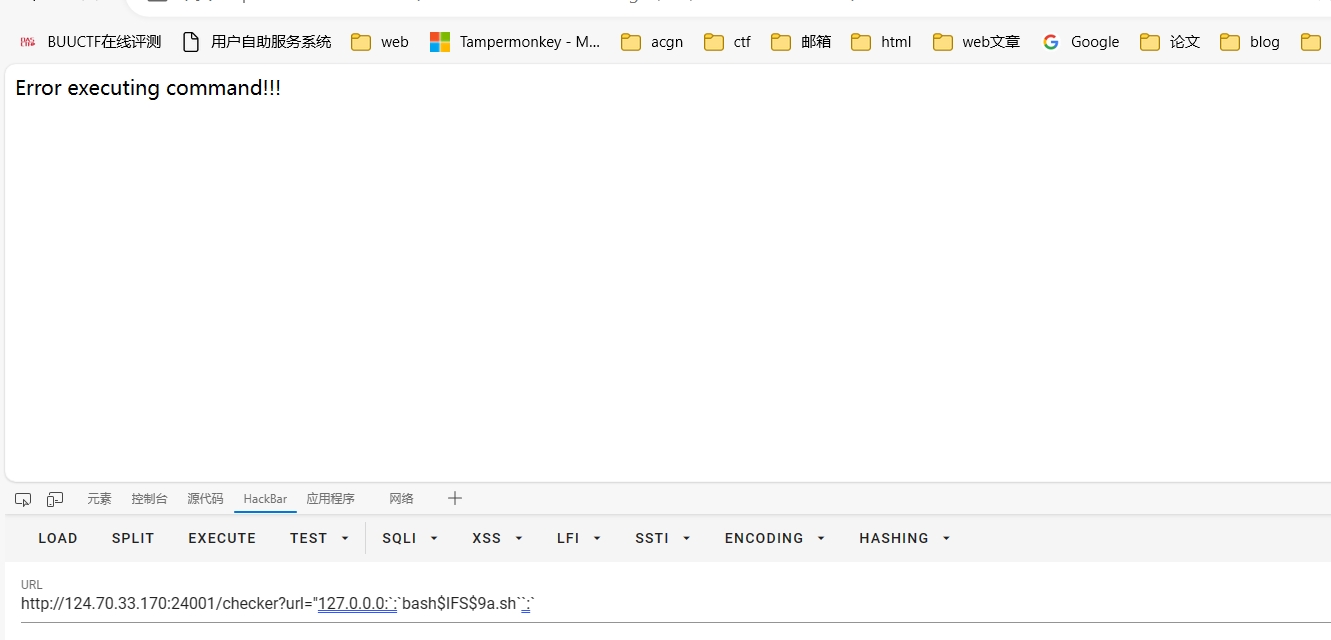 BUUCTF在线评测 用户自助服务系统 web Tampermonkey - M... acgn ctf 邮箱 html web文章 Google 论文 blog
Error executing command!!!
元素 控制台 源代码 HackBar 应用程序 网络
LOAD SPLIT EXECUTE TEST SQLI XSS LFI SSTI ENCODING HASHING
URL
http://124.70.33.170:24001/checker?url="127.0.0.0:`:`bash$IFS$9a.sh``:`